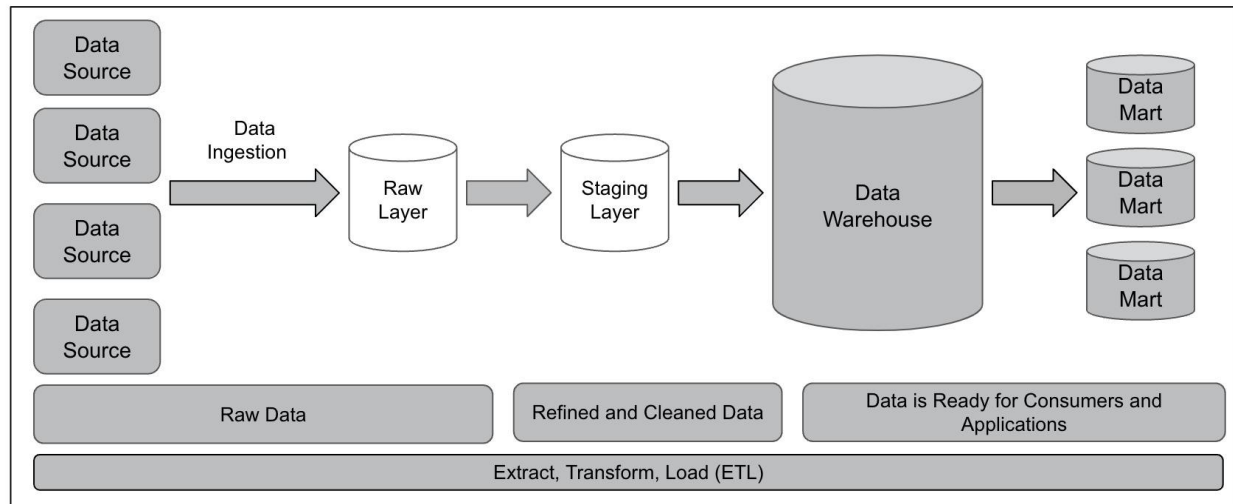 Data
Source
Data
Source
Data
Source
Data
Source
Data
Ingestion
Raw
Layer
Staging
Layer
Data
Warehouse
Data
Mart
Data
Mart
Data
Mart
Raw Data
Refined and Cleaned Data
Data is Ready for Consumers and
Applications
Extract, Transform, Load (ETL)